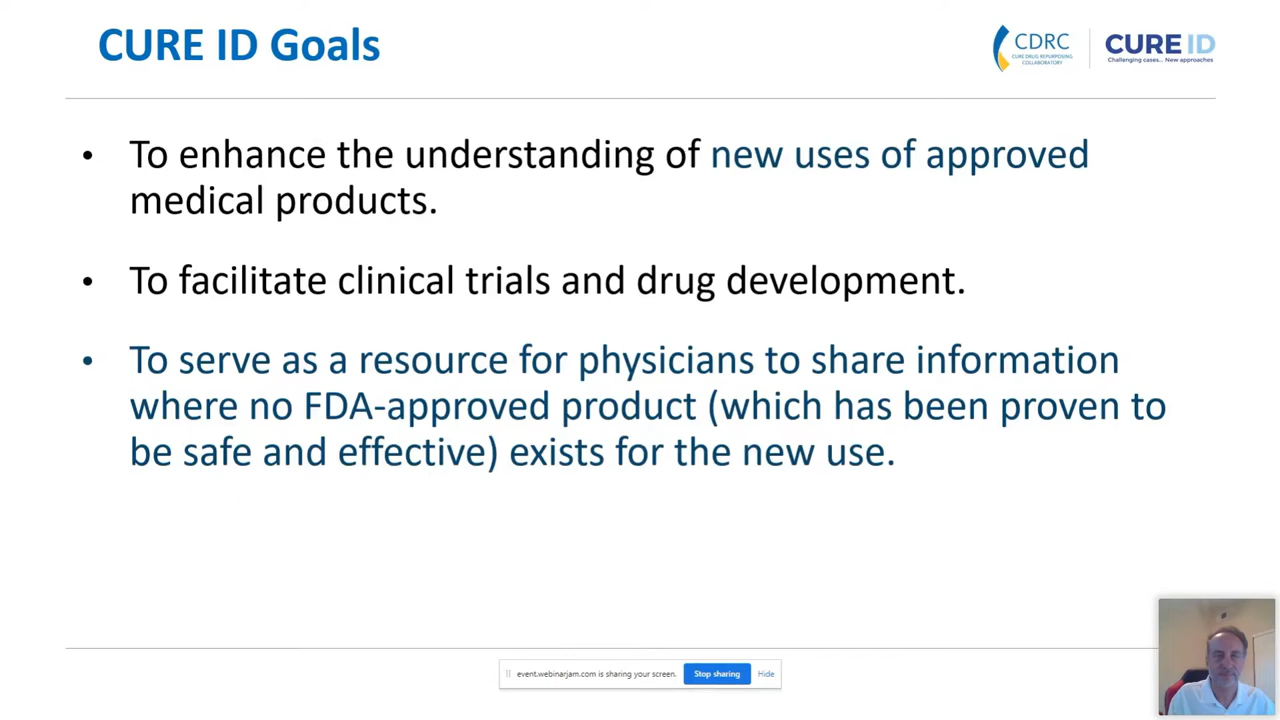 CURE ID Goals
CDRC
CURE DRUG REPURPOSING
COLLABORATORY
CURE ID
Challenging cases... New approaches
• To enhance the understanding of new uses of approved
medical products.
• To facilitate clinical trials and drug development.
• To serve as a resource for physicians to share information
where no FDA-approved product (which has been proven to
be safe and effective) exists for the new use.
event.webinarjam.com is sharing your screen.
Stop sharing
Hide